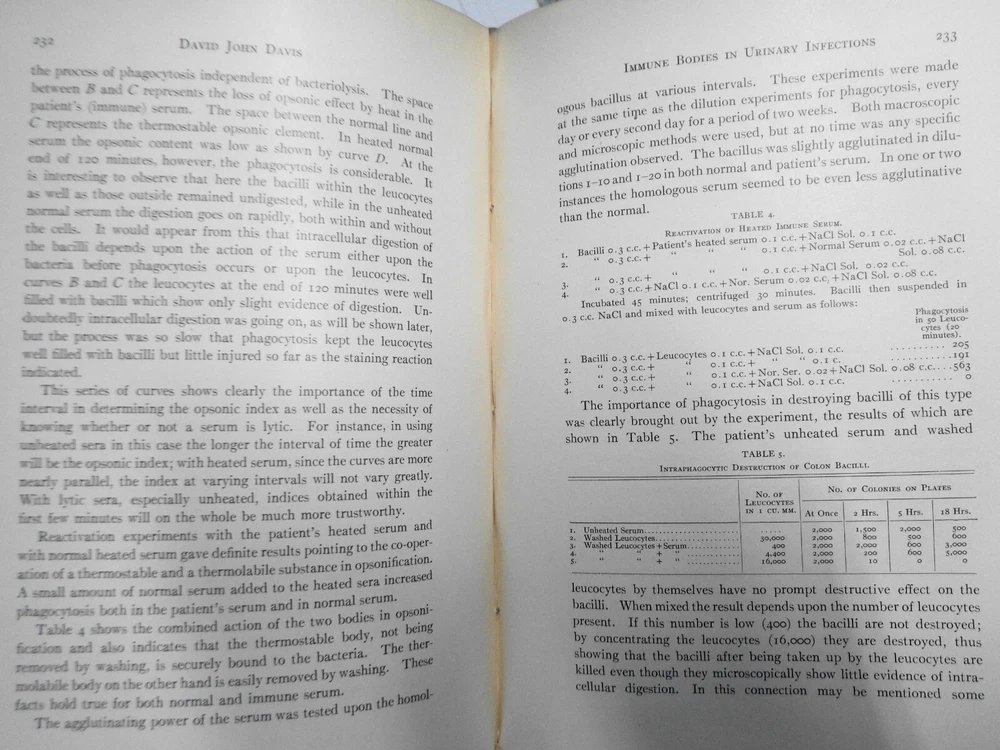 232
DAVID JOHN DAVIS
the process of phagocytosis independent of bacteriolysis. The space
between B and C represents the loss of opsonic effect by heat in the
patient's (immune) serum. The space between the normal line and
C represents the thermostable opsonic element. In heated normal
serum the opsonic content was low as shown by curve D. At the
end of 120 minutes, however, the phagocytosis is considerable. It
is interesting to observe that here the bacilli within the leucocytes
as well as those outside remained undigested, while in the unheated
normal serum the digestion goes on rapidly, both within and without
the cells. It would appear from this that intracellular digestion of
the bacilli depends upon the action of the serum either upon the
bacteria before phagocytosis occurs or upon the leucocytes. In
curves B and C the leucocytes at the end of 120 minutes were well
filled with bacilli which show only slight evidence of digestion. Un-
doubtedly intracellular digestion was going on, as will be shown later,
but the process was so slow that phagocytosis kept the leucocytes
well filled with bacilli but little injured so far as the staining reaction
indicated.
This series of curves shows clearly the importance of the time
interval in determining the opsonic index as well as the necessity of
knowing whether or not a serum is lytic. For instance, in using
unheated sera in this case the longer the interval of time the greater
will be the opsonic index; with heated serum, since the curves are more
nearly parallel, the index at varying intervals will not vary greatly.
With lytic sera, especially unheated, indices obtained within the
first few minutes will on the whole be much more trustworthy.
Reactivation experiments with the patient's heated serum and
with normal heated serum gave definite results pointing to the co-oper-
ation of a thermostable and a thermolabile substance in opsonification.
A small amount of normal serum added to the heated sera increased
phagocytosis both in the patient's serum and in normal serum.
Table 4 shows the combined action of the two bodies in opsoni-
fication and also indicates that the thermostable body, not being
removed by washing, is securely bound to the bacteria. The ther-
molabile body on the other hand is easily removed by washing. These
facts hold true for both normal and immune serum.
The agglutinating power of the serum was tested upon the homol-
IMMUNE BODIES IN URINARY INFECTIONS
233
ogous bacillus at various intervals. These experiments were made
at the same time as the dilution experiments for phagocytosis, every
day or every second day for a period of two weeks. Both macroscopic
and microscopic methods were used, but at no time was any specific
agglutination observed. The bacillus was slightly agglutinated in dilu-
tions 1–10 and 1–20 in both normal and patient's serum. In one or two
instances the homologous serum seemed to be even less agglutinative
than the normal.
TABLE 4.
REACTIVATION OF HEATED IMMUNE SERUM.
1. Bacilli 0.3 c.c.+Patient's heated serum 0.1 c.c.+NaCl Sol. 0.1 c.c.
2. " 0.3 c.c.+ " " " 0.1 c.c.+Normal Serum 0.02 c.c.+NaCl
Sol. 0.08 c.c.
3. " 0.3 c.c.+ " " " 0.1 c.c.+NaCl Sol. 0.02 c.c.
4. " 0.3 c.c.+NaCl 0.1 c.c.+Nor. Serum 0.02 c.c,+NaCl Sol. 0.08 c.c.
Incubated 45 minutes; centrifuged 30 minutes. Bacilli then suspended in
0.3 c.c. NaCl and mixed with leucocytes and serum as follows:
Phagocytosis
in 50 Leuco-
cytes (20
minutes).
1. Bacilli 0.3 c.c.+Leucocytes 0.1 c.c.+NaCl Sol. 0.1 c.c. .......... 205
2. " 0.3 c.c.+ " 0.1 c.c.+ " " 0.1 c. ........... 191
3. " 0.3 c.c.+ " 0.1 c.c.+Nor. Ser. 0.02+NaCl Sol. 0.08 c.c....563
4. " 0.3 c.c.+ " 0.1 c.c.+NaCl Sol. 0.1 c.c. ........... 0
The importance of phagocytosis in destroying bacilli of this type
was clearly brought out by the experiment, the results of which are
shown in Table 5. The patient's unheated serum and washed
TABLE 5.
INTRAPHAGOCYTIC DESTRUCTION OF COLON BACILLI.
NO. OF LEUCOCYTES IN 1 CU. MM. NO. OF COLONIES ON PLATES
At Once 2 Hrs. 5 Hrs. 18 Hrs.
1. Unheated Serum.................... ..... 2,000 1,500 2,000 500
2. Washed Leucocytes................. 30,000 2,000 800 500 600
3. Washed Leucocytes+Serum............ 400 2,000 2,000 600 3,000
4. " " + " ............ 4,400 2,000 200 600 5,000
5. " " + " ............ 16,000 2,000 10 0 0
leucocytes by themselves have no prompt destructive effect on the
bacilli. When mixed the result depends upon the number of leucocytes
present. If this number is low (400) the bacilli are not destroyed;
by concentrating the leucocytes (16,000) they are destroyed, thus
showing that the bacilli after being taken up by the leucocytes are
killed even though they microscopically show little evidence of intra-
cellular digestion. In this connection may be mentioned some